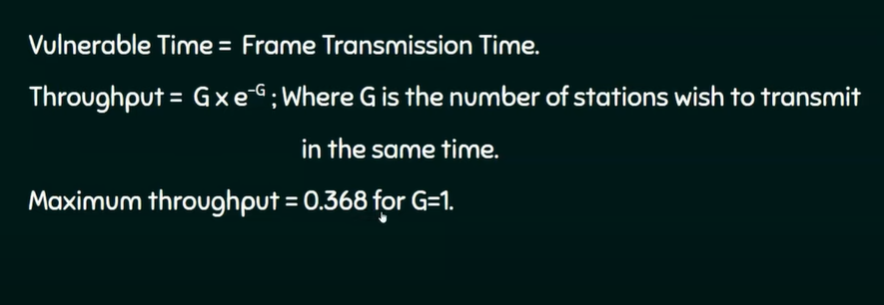 Vulnerable Time = Frame Transmission Time.
Throughput = G x e⁻ᴳ ; Where G is the number of stations wish to transmit
in the same time.
Maximum throughput = 0.368 for G=1.